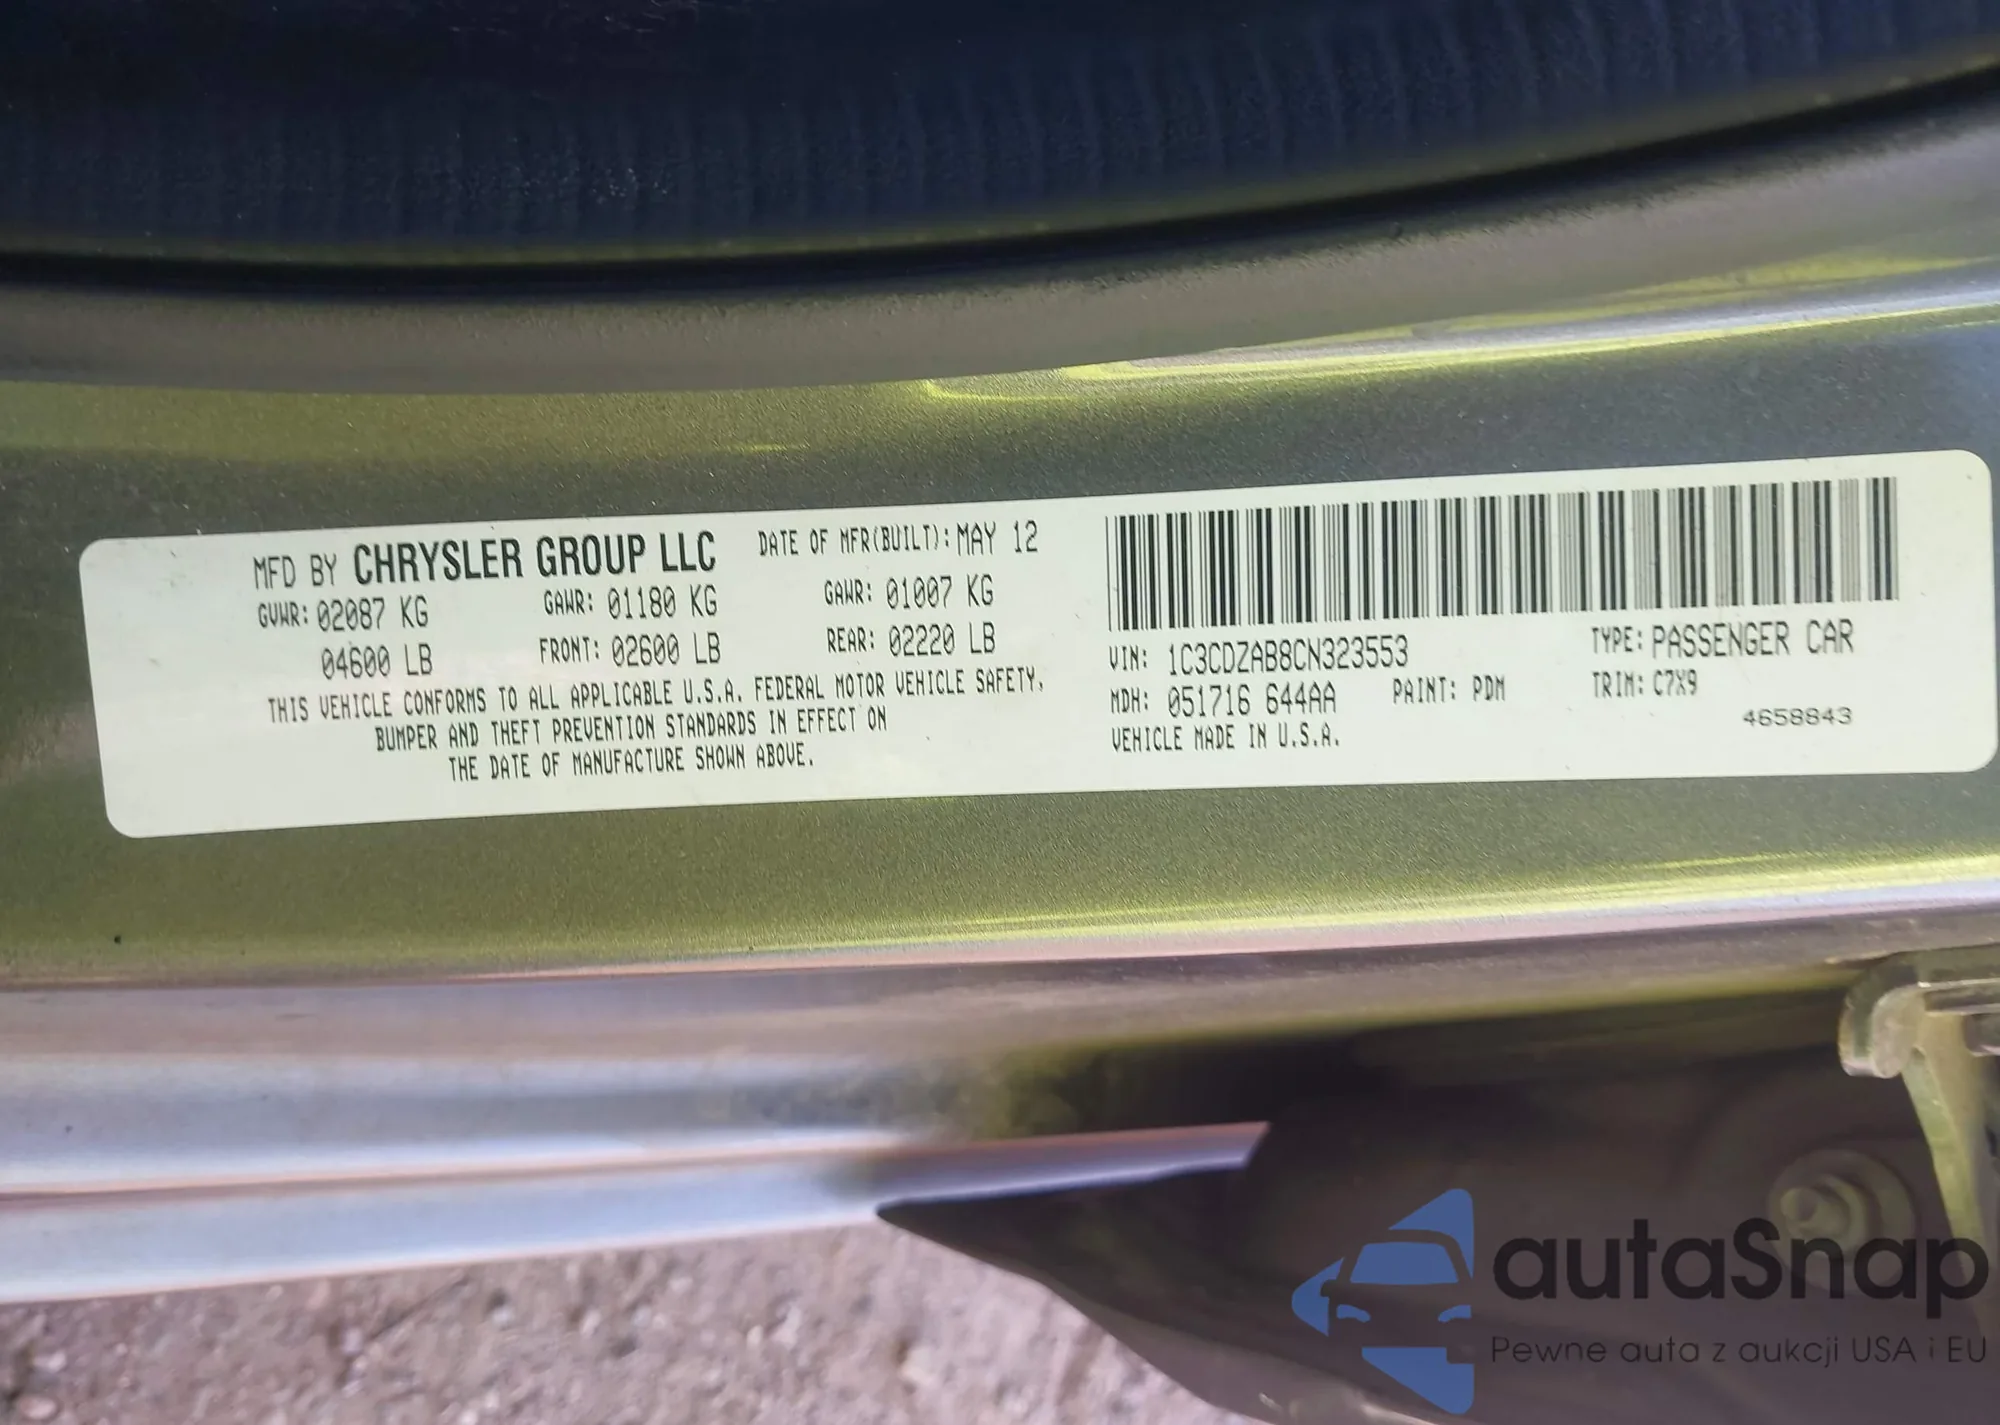 MFD BY CHRYSLER GROUP LLC DATE OF MFR(BUILT): MAY 12
GVWR: 02087 KG GAWR: 01180 KG GAWR: 01007 KG
04600 LB FRONT: 02600 LB REAR: 02220 LB
THIS VEHICLE CONFORMS TO ALL APPLICABLE U.S.A. FEDERAL MOTOR VEHICLE SAFETY,
BUMPER AND THEFT PREVENTION STANDARDS IN EFFECT ON
THE DATE OF MANUFACTURE SHOWN ABOVE.
VIN: 1C3CDZAB8CN323553 TYPE: PASSENGER CAR
MDH: 051716 644AA PAINT: PDM TRIM: C7X9
VEHICLE MADE IN U.S.A. 4658843
autaSnap
Pewne auta z aukcji USA i EU